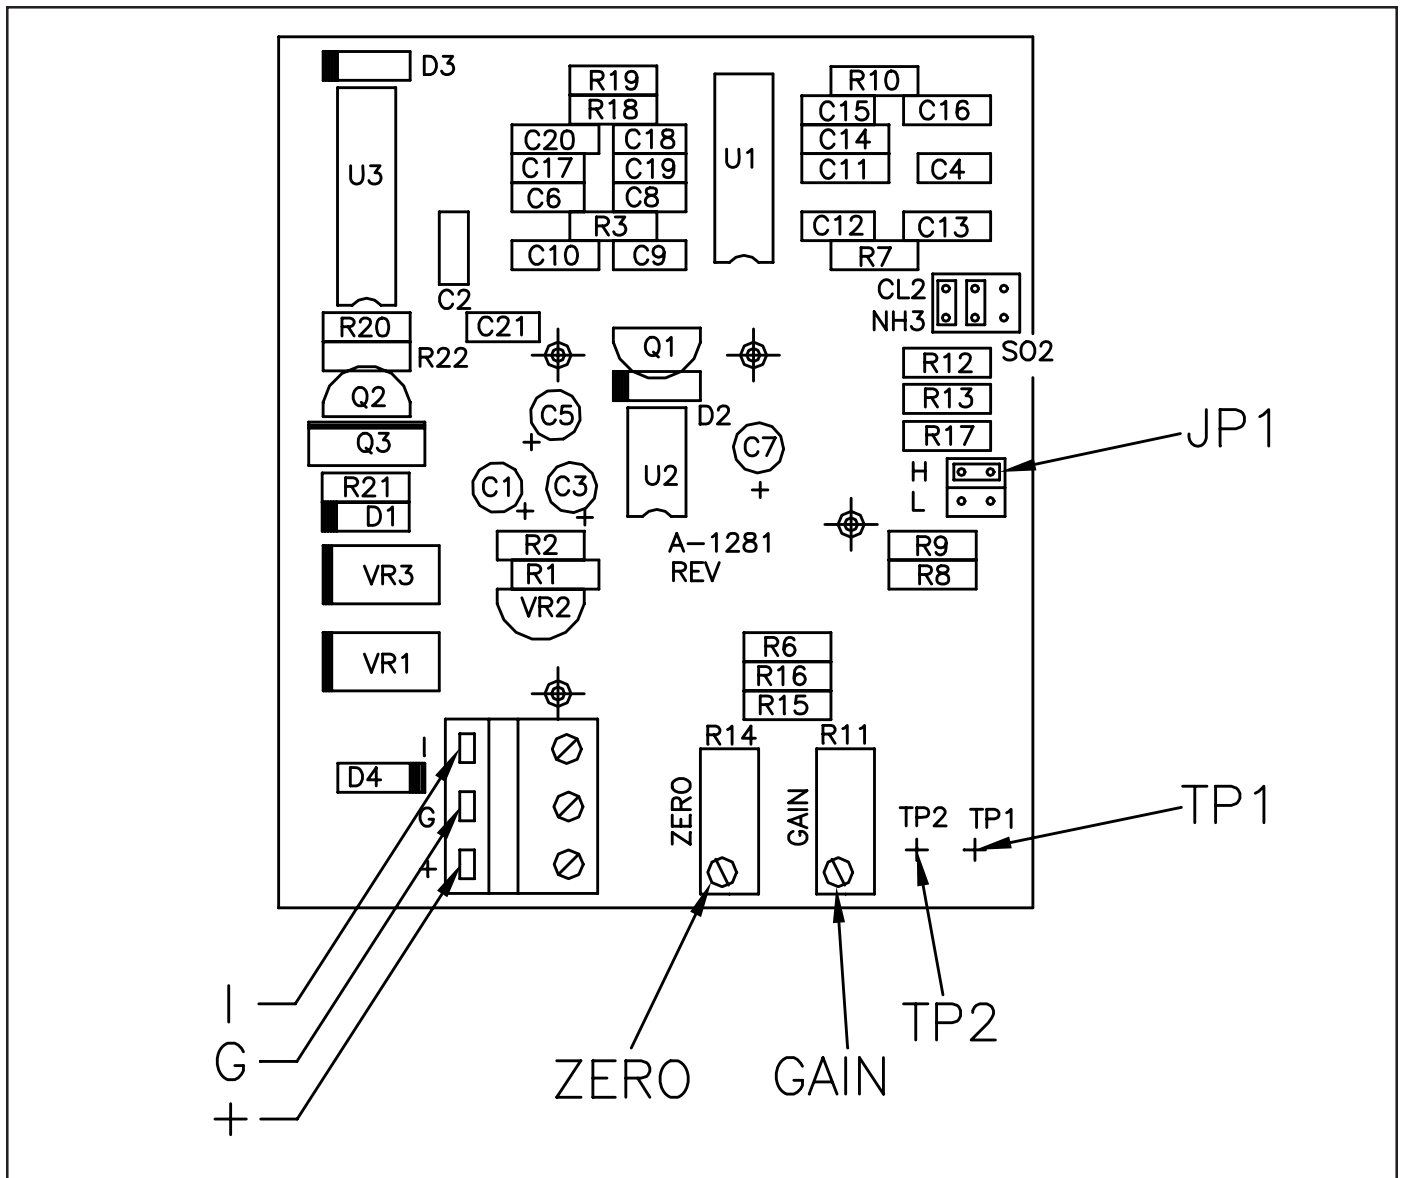 D3
R19
R10
R18
C15
C16
C20
C18
C14
U1
U3
C17
C19
C11
C4
C6
C8
R3
C12
C13
C10
C9
R7
CL2
C2
NH3
R20
C21
Q1
SO2
R22
R12
Q2
R13
C5
D2
Q3
R17
C7
JP1
H
U2
R21
C1
C3
L
D1
R2
A-1281
R9
VR3
R1
REV
R8
VR2
R6
VR1
R16
R15
R14
R11
I
D4
ZERO
GAIN
G
TP2
TP1
TP1
+
I
TP2
G
ZERO
GAIN
+